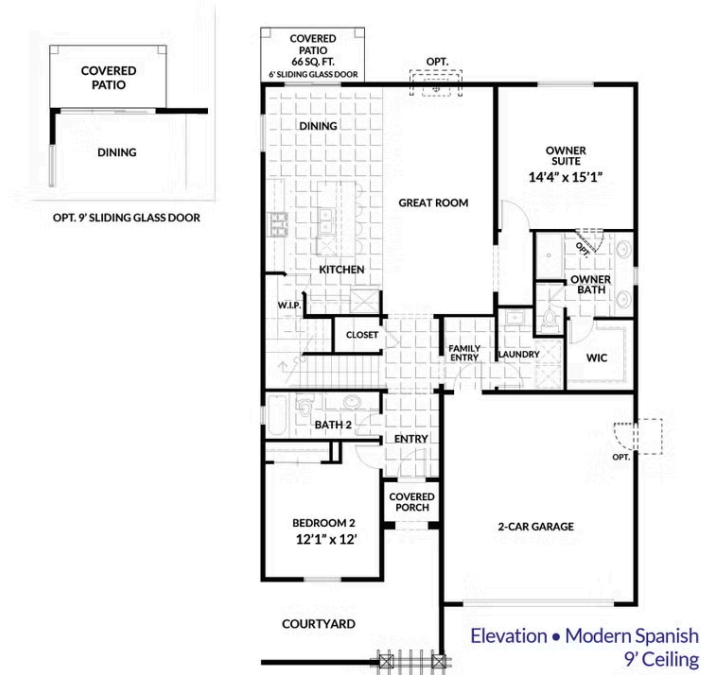 COVERED
PATIO
DINING
OPT. 9' SLIDING GLASS DOOR
COVERED
PATIO
66 SQ. FT.
6' SLIDING GLASS DOOR
OPT.
DINING
OWNER
SUITE
14'4" x 15'1"
GREAT ROOM
KITCHEN
OPT.
OWNER
BATH
W.I.P.
CLOSET
FAMILY
ENTRY
LAUNDRY
WIC
BATH 2
ENTRY
OPT.
COVERED
PORCH
BEDROOM 2
12'1" x 12'
2-CAR GARAGE
COURTYARD
Elevation • Modern Spanish
9' Ceiling